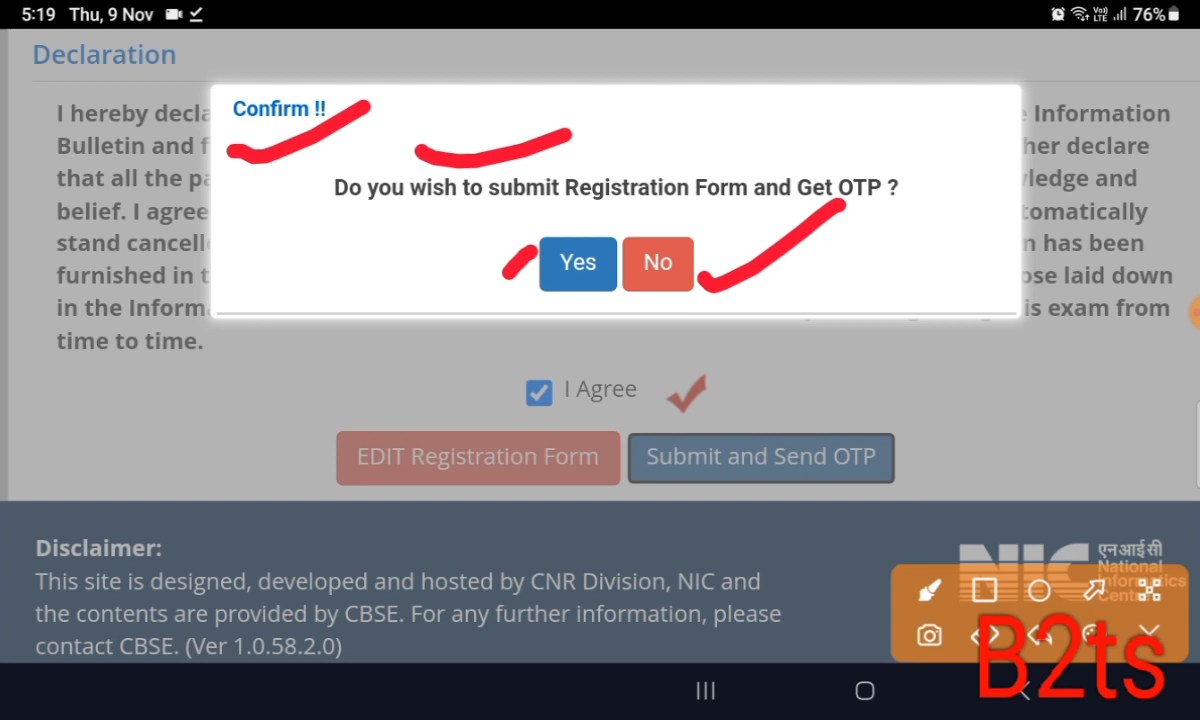 5:19 Thu, 9 Nov
Vo)) LTE 76%
Declaration
Confirm !!
Do you wish to submit Registration Form and Get OTP ?
Yes No
I hereby decla Information
Bulletin and f her declare
that all the pa ledge and
belief. I agree tomatically
stand cancell n has been
furnished in t ose laid down
in the Inform is exam from
time to time.
I Agree
EDIT Registration Form Submit and Send OTP
Disclaimer:
This site is designed, developed and hosted by CNR Division, NIC and
the contents are provided by CBSE. For any further information, please
contact CBSE. (Ver 1.0.58.2.0)
NIC
एनआईसी
National
Informatics
Centre
B2ts